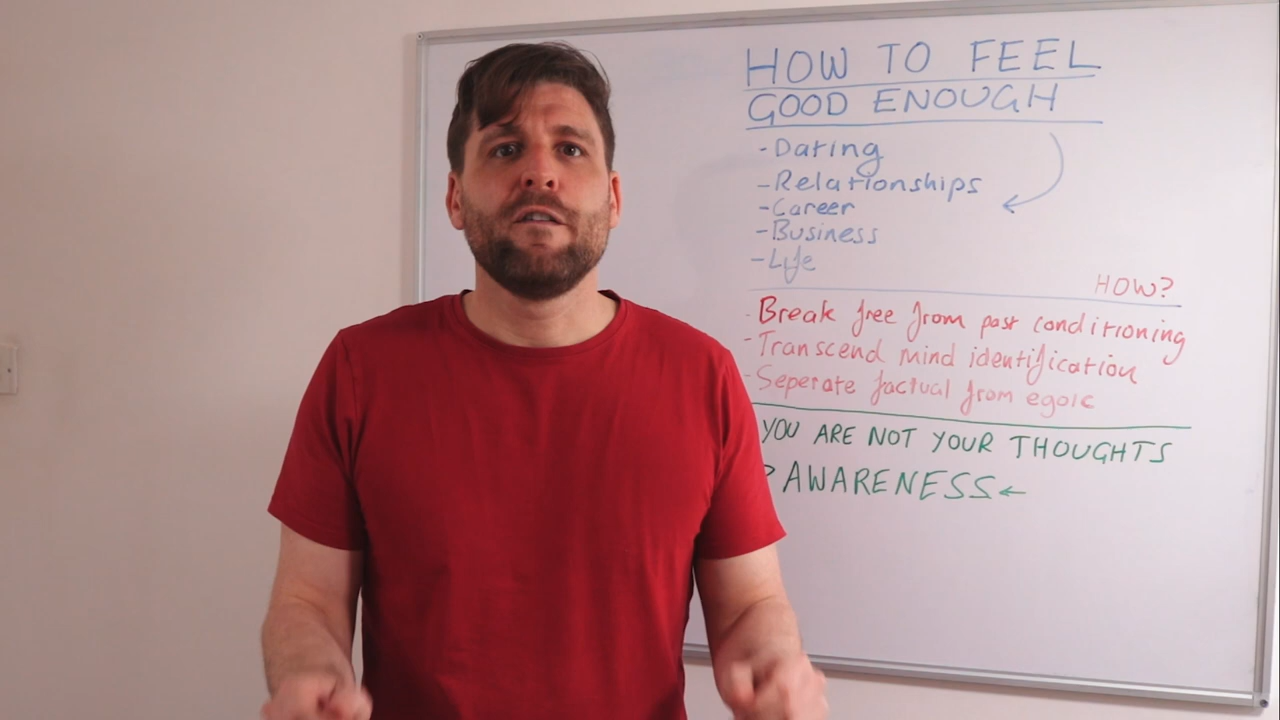 HOW TO FEEL
GOOD ENOUGH
- Dating
- Relationships
- Career
- Business
- Life
HOW?
- Break free from past conditioning
- Transcend mind identification
- Seperate factual from egoic
YOU ARE NOT YOUR THOUGHTS
AWARENESS ←